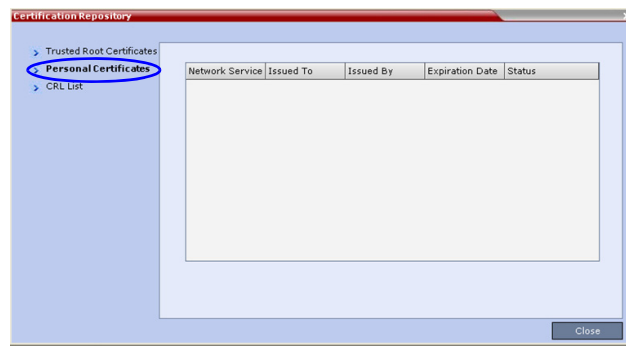 Certification Repository
Trusted Root Certificates
Personal Certificates
CRL List
Network Service Issued To Issued By Expiration Date Status
Close